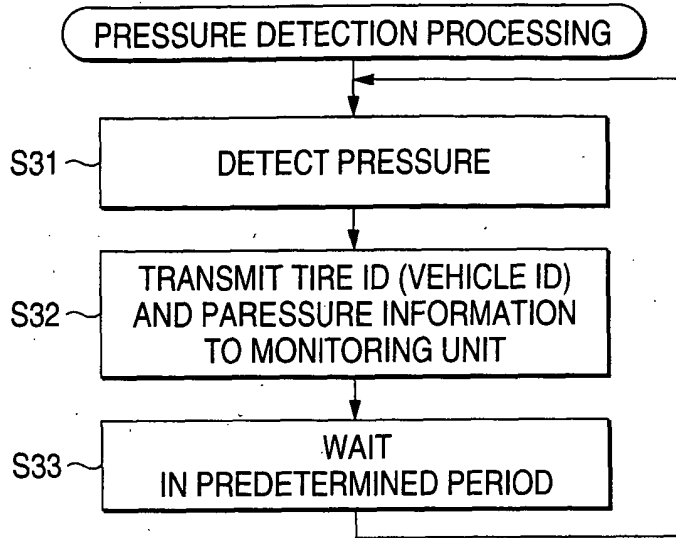 PRESSURE DETECTION PROCESSING
S31
DETECT PRESSURE
S32
TRANSMIT TIRE ID (VEHICLE ID)
AND PARESSURE INFORMATION
TO MONITORING UNIT
S33
WAIT
IN PREDETERMINED PERIOD